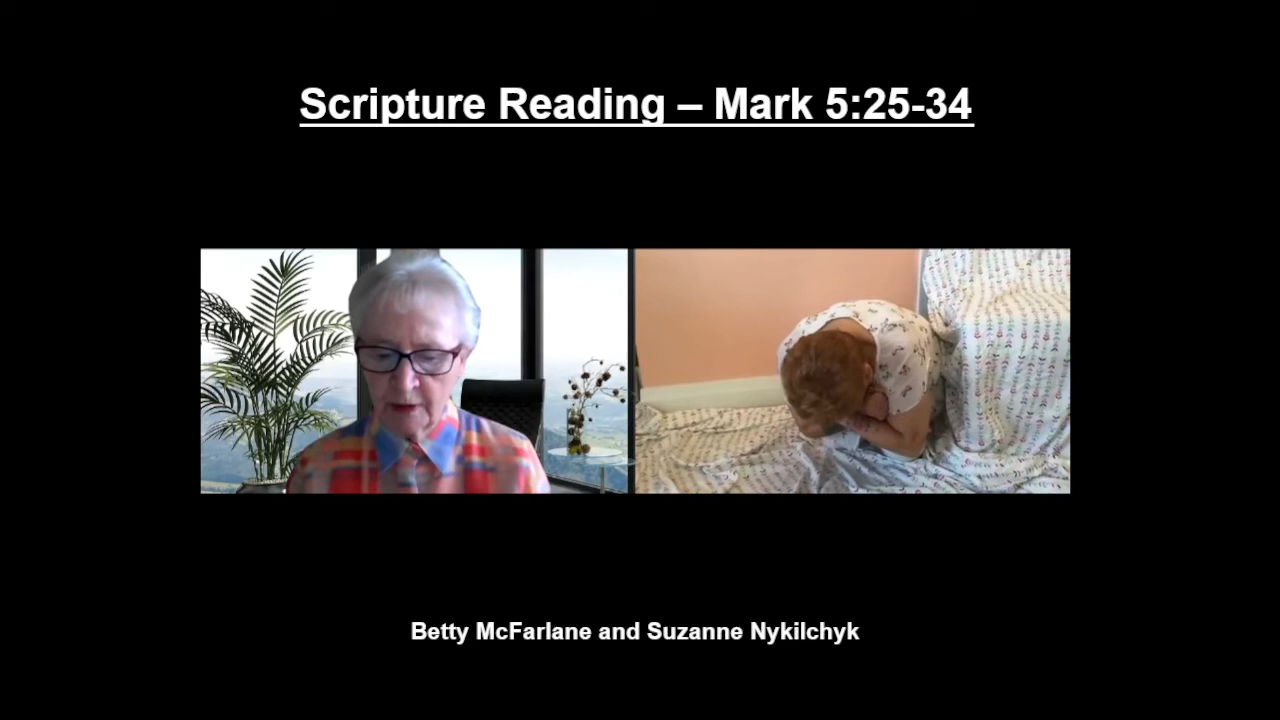 Scripture Reading – Mark 5:25-34
Betty McFarlane and Suzanne Nykilchyk